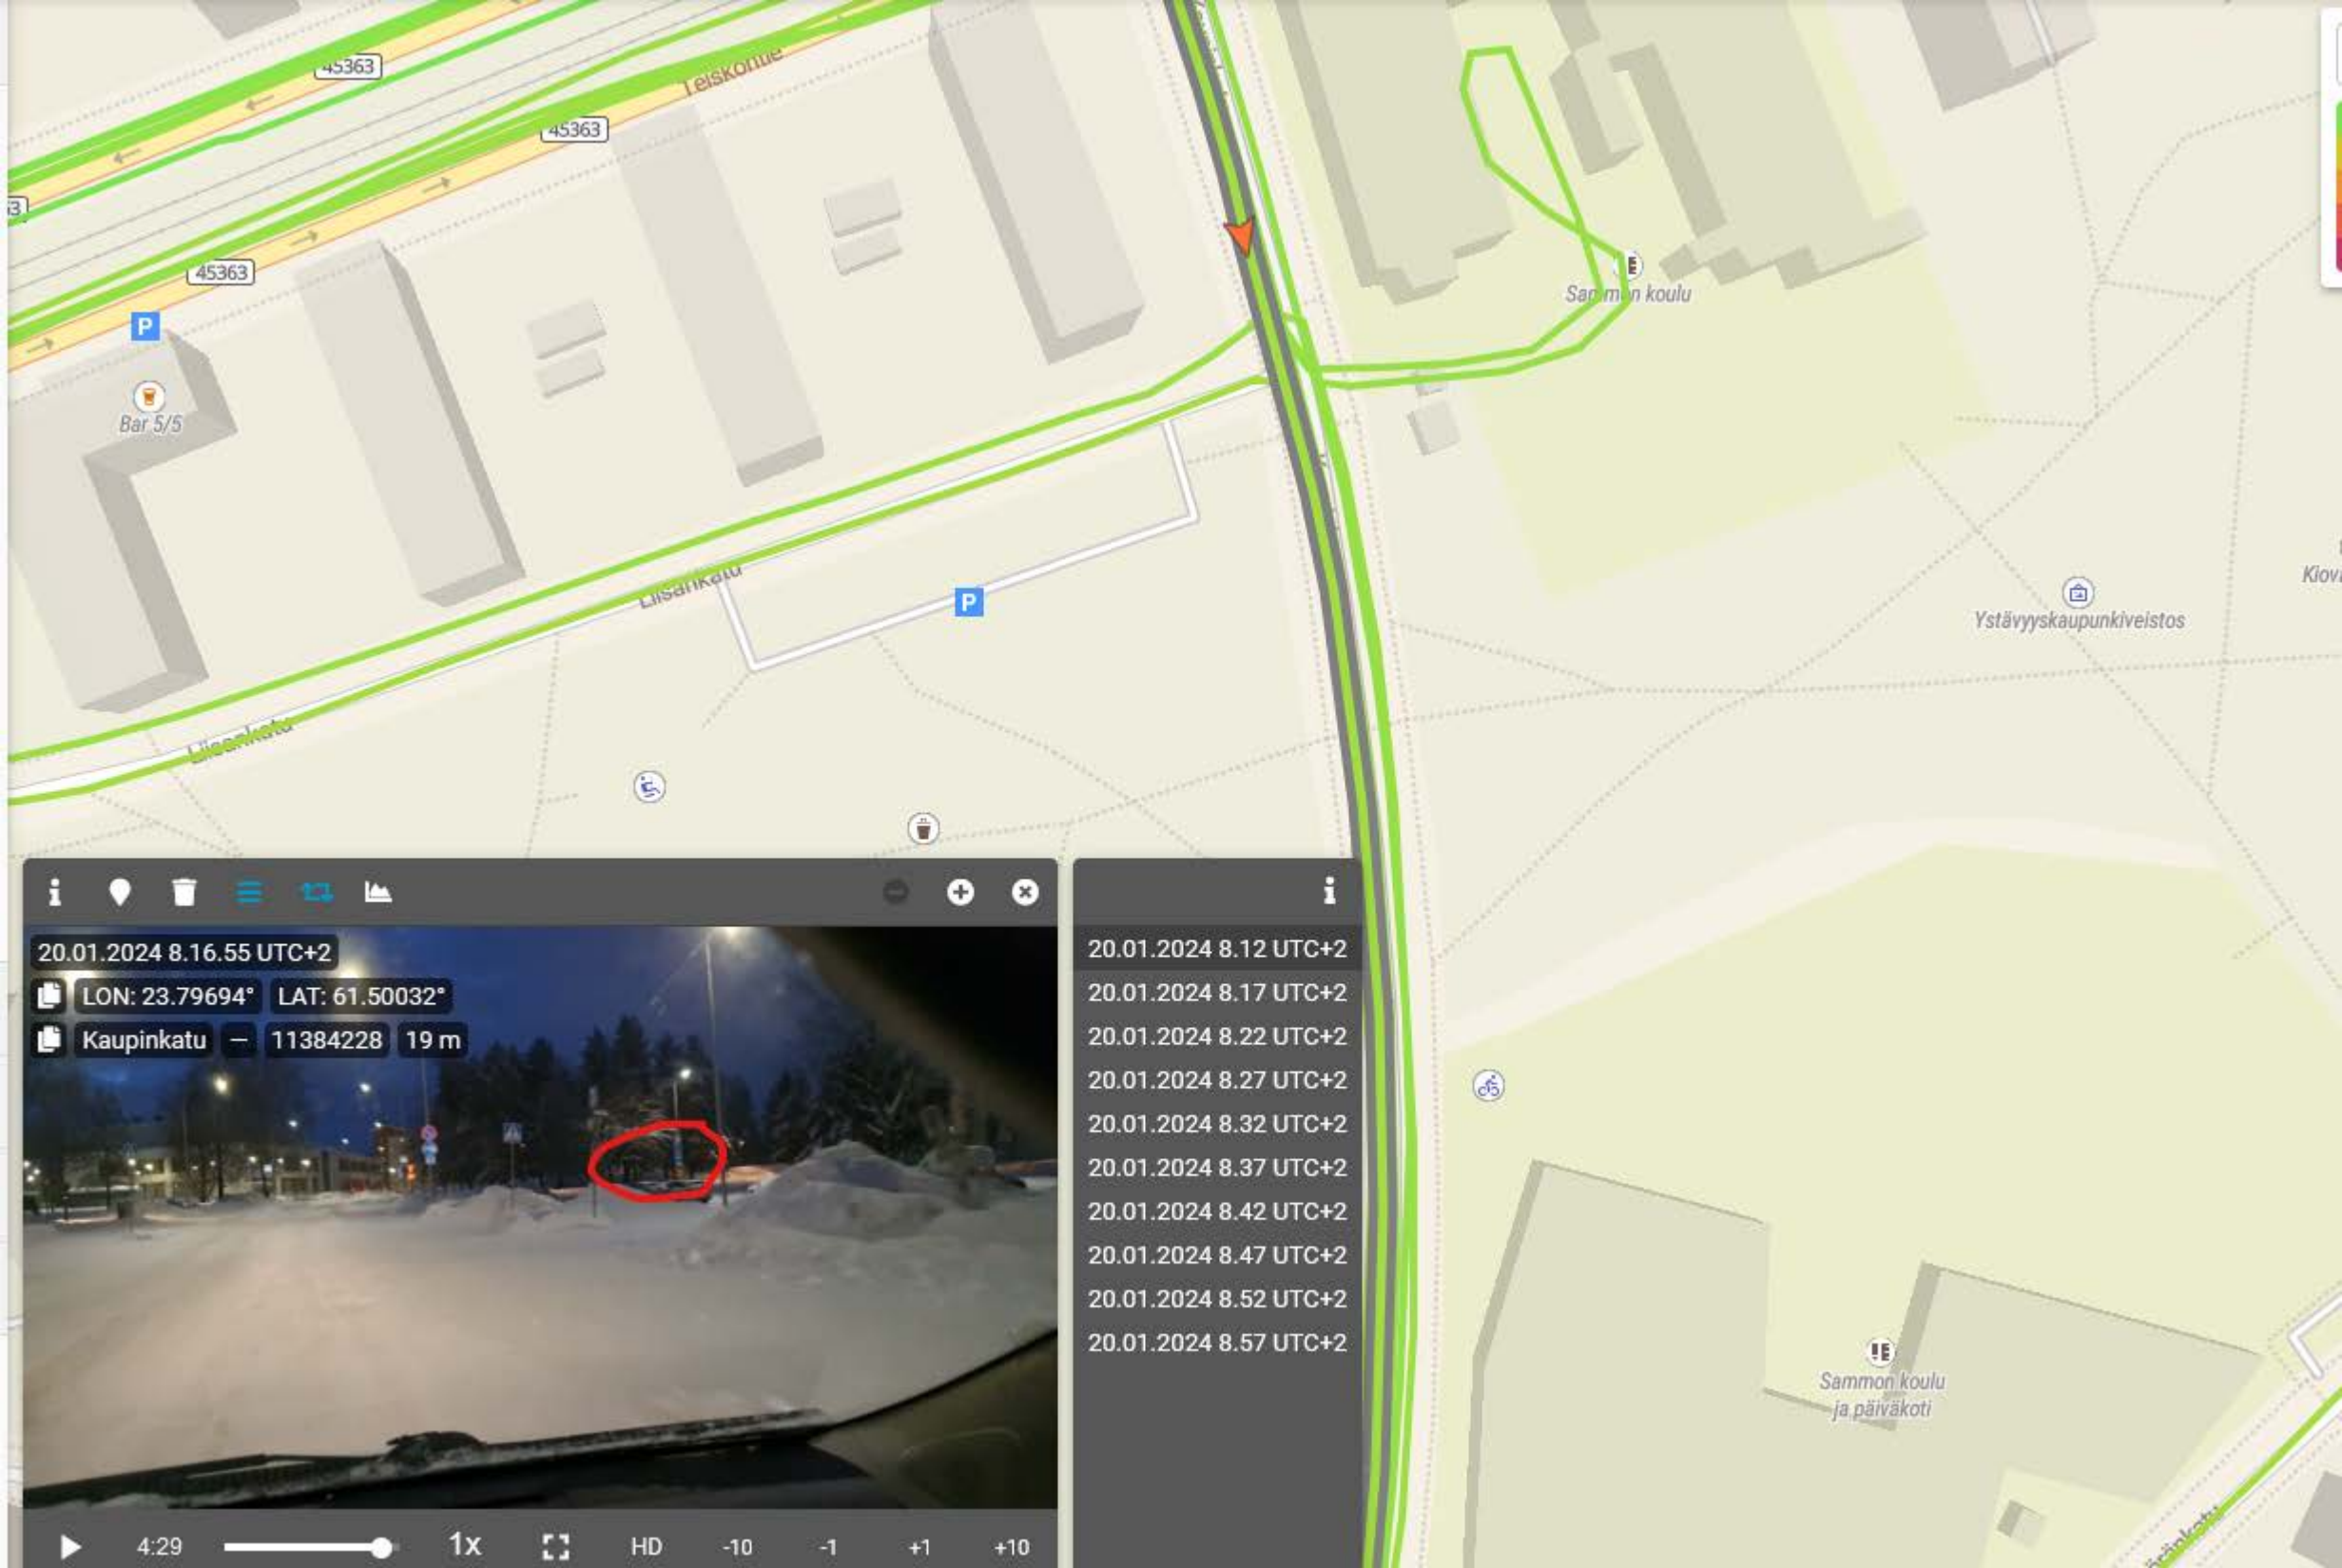 45363
Teiskontie
45363
63
45363
P
Bar 5/5
Sammon koulu
P
Liisankatu
Liisankatu
Ystävyyskaupunkiveistos
20.01.2024 8.16.55 UTC+2
LON: 23.79694° LAT: 61.50032°
Kaupinkatu — 11384228 19 m
20.01.2024 8.12 UTC+2
20.01.2024 8.17 UTC+2
20.01.2024 8.22 UTC+2
20.01.2024 8.27 UTC+2
20.01.2024 8.32 UTC+2
20.01.2024 8.37 UTC+2
20.01.2024 8.42 UTC+2
20.01.2024 8.47 UTC+2
20.01.2024 8.52 UTC+2
20.01.2024 8.57 UTC+2
Sammon koulu
ja päiväkoti
4:29 1x HD -10 -1 +1 +10